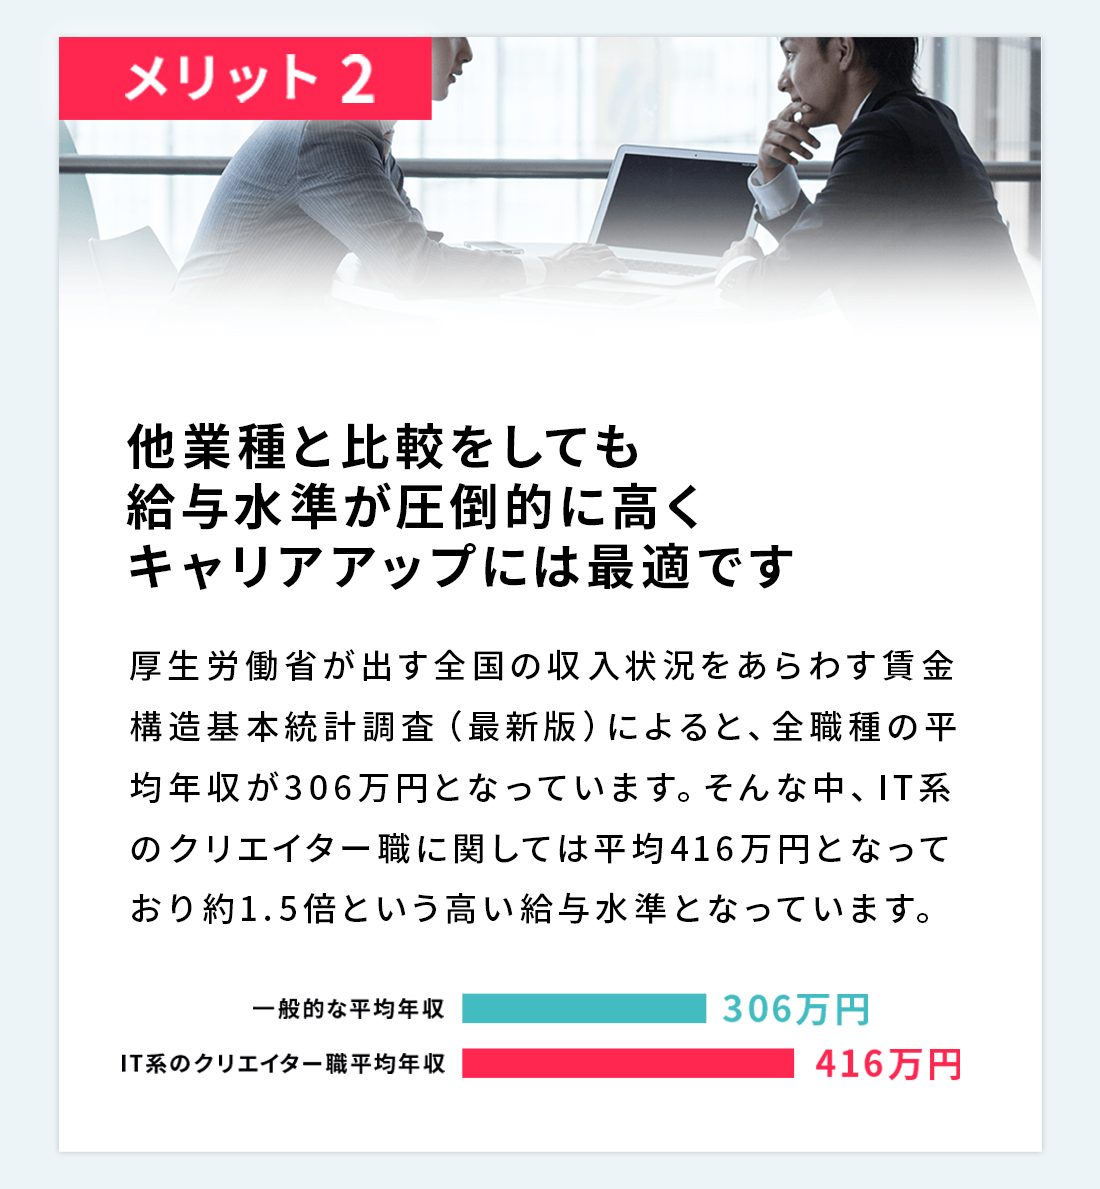 メリット 2
他業種と比較をしても
給与水準が圧倒的に高く
キャリアアップには最適です
厚生労働省が出す全国の収入状況をあらわす賃金
構造基本統計調査（最新版）によると、全職種の平
均年収が306万円となっています。そんな中、IT系
のクリエイター職に関しては平均416万円となって
おり約1.5倍という高い給与水準となっています。
一般的な平均年収 306万円
IT系のクリエイター職平均年収 416万円